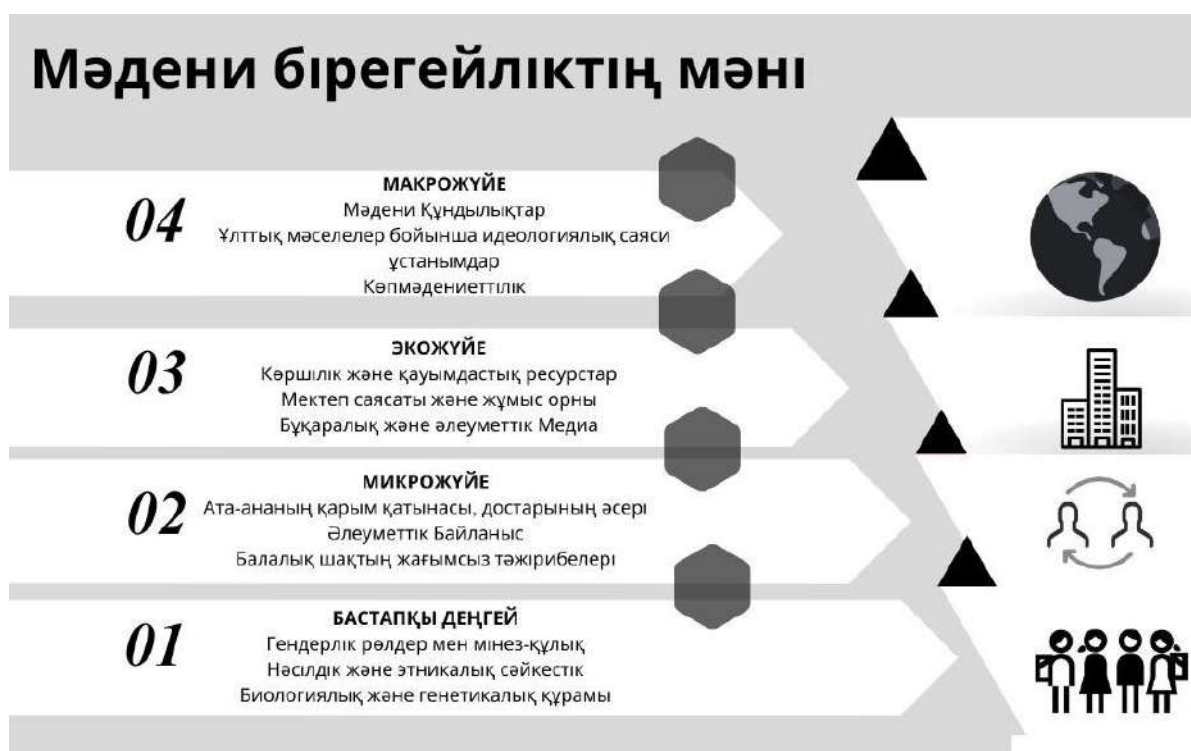 Мәдени бірегейліктің мәні
04
МАКРОЖҮЙЕ
Мәдени Құндылықтар
Ұлттық мәселелер бойынша идеологиялық саяси
ұстанымдар
Көпмәдениеттілік
03
ЭКОЖҮЙЕ
Көршілік және қауымдастық ресурстар
Мектеп саясаты және жұмыс орны
Бұқаралық және әлеуметтік Медиа
02
МИКРОЖҮЙЕ
Ата-ананың қарым қатынасы, достарының әсері
Әлеуметтік Байланыс
Балалық шақтың жағымсыз тәжірибелері
01
БАСТАПҚЫ ДЕҢГЕЙ
Гендерлік рөлдер мен мінез-құлық
Нәсілдік және этникалық сәйкестік
Биологиялық және генетикалық құрамы